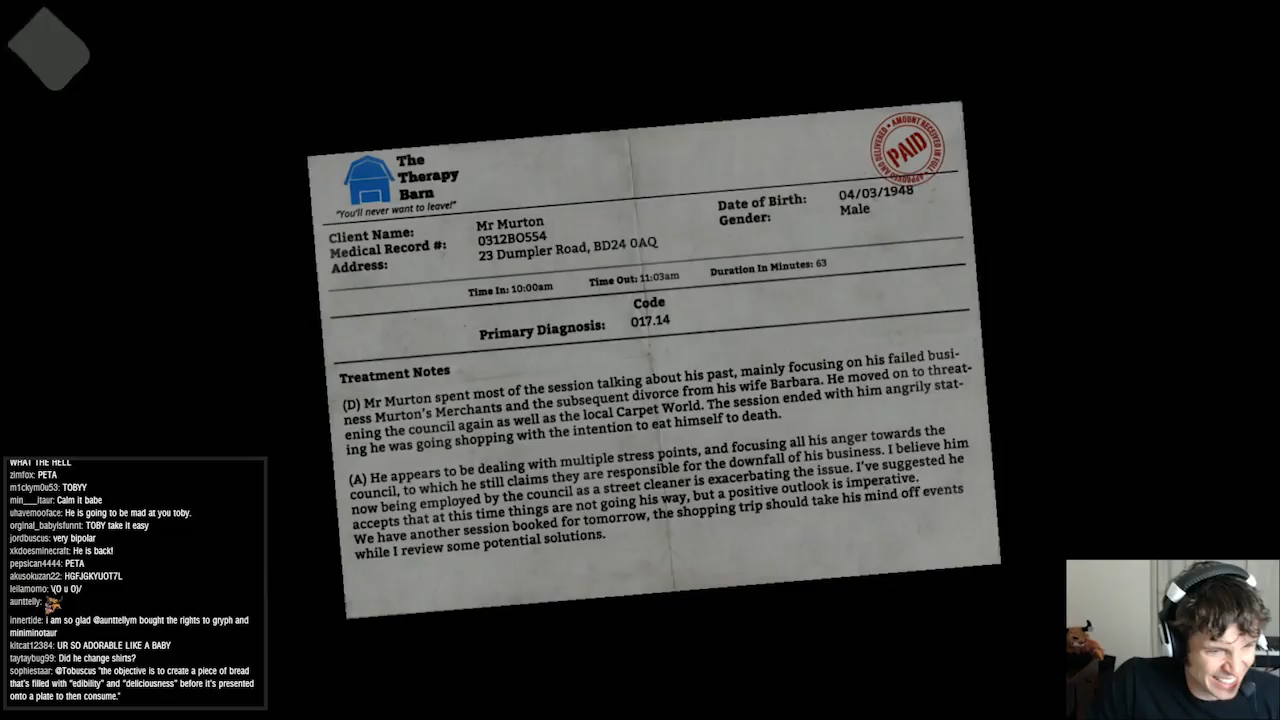 The
Therapy
Barn
"You'll never want to leave!"
AMOUNT RECEIVED IN FULL • APPROVED AND DELIVERED •
PAID
Client Name: Mr Murton
Medical Record #: 0312BO554
Address: 23 Dumpler Road, BD24 0AQ
Date of Birth: 04/03/1948
Gender: Male
Time In: 10:00am Time Out: 11:03am Duration In Minutes: 63
Code
Primary Diagnosis: 017.14
Treatment Notes
(D) Mr Murton spent most of the session talking about his past, mainly focusing on his failed busi-
ness Murton's Merchants and the subsequent divorce from his wife Barbara. He moved on to threat-
ening the council again as well as the local Carpet World. The session ended with him angrily stat-
ing he was going shopping with the intention to eat himself to death.
(A) He appears to be dealing with multiple stress points, and focusing all his anger towards the
council, to which he still claims they are responsible for the downfall of his business. I believe him
now being employed by the council as a street cleaner is exacerbating the issue. I've suggested he
accepts that at this time things are not going his way, but a positive outlook is imperative.
We have another session booked for tomorrow, the shopping trip should take his mind off events
while I review some potential solutions.
WHAT THE HELL
zimfox: PETA
m1ckym0u53: TOBYY
min___itaur: Calm it babe
uhavemooface: He is going to be mad at you toby.
orginal_babylsfunnt: TOBY take it easy
jordbuscus: very bipolar
xkdoesminecraft: He is back!
pepsican4444: PETA
akusokuzan22: HGFJGKYUOT7L
leilamomo: \(O u O)/
aunttelly:
innertide: i am so glad @aunttellym bought the rights to gryph and
miniminotaur
kitcat12384: UR SO ADORABLE LIKE A BABY
taytaybug99: Did he change shirts?
sophiestaar: @Tobuscus "the objective is to create a piece of bread
that's filled with "edibility" and "deliciousness" before it's presented
onto a plate to then consume."